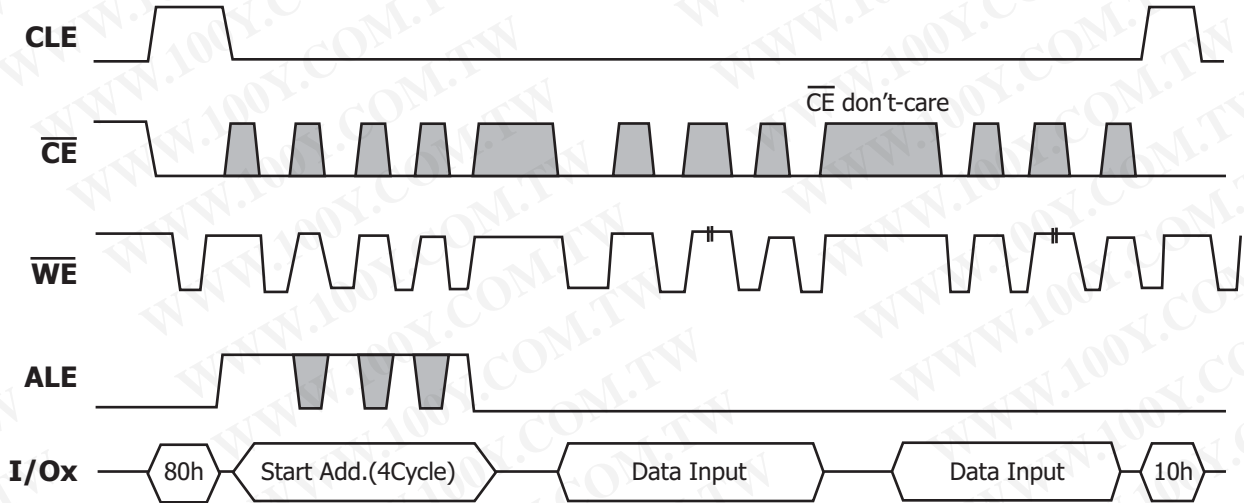 CLE
CE don't-care
CE
WE
ALE
I/Ox 80h Start Add.(4Cycle) Data Input Data Input 10h
WWW.100Y.COM.TW